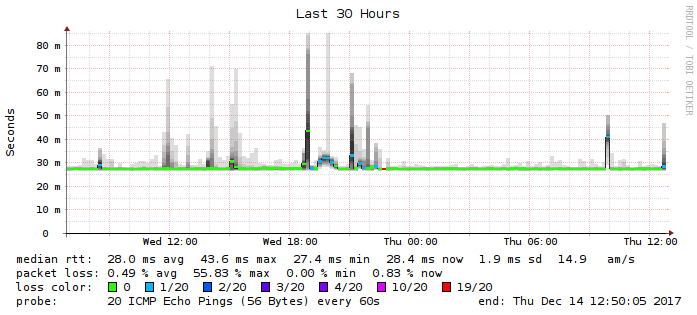 Last 30 Hours
RRDTOOL / TOBI OETIKER
Seconds
80 m
70 m
60 m
50 m
40 m
30 m
20 m
10 m
0
Wed 12:00 Wed 18:00 Thu 00:00 Thu 06:00 Thu 12:00
median rtt: 28.0 ms avg 43.6 ms max 27.4 ms min 28.4 ms now 1.9 ms sd 14.9 am/s
packet loss: 0.49 % avg 55.83 % max 0.00 % min 0.83 % now
loss color: 0 1/20 2/20 3/20 4/20 10/20 19/20
probe: 20 ICMP Echo Pings (56 Bytes) every 60s end: Thu Dec 14 12:50:05 2017